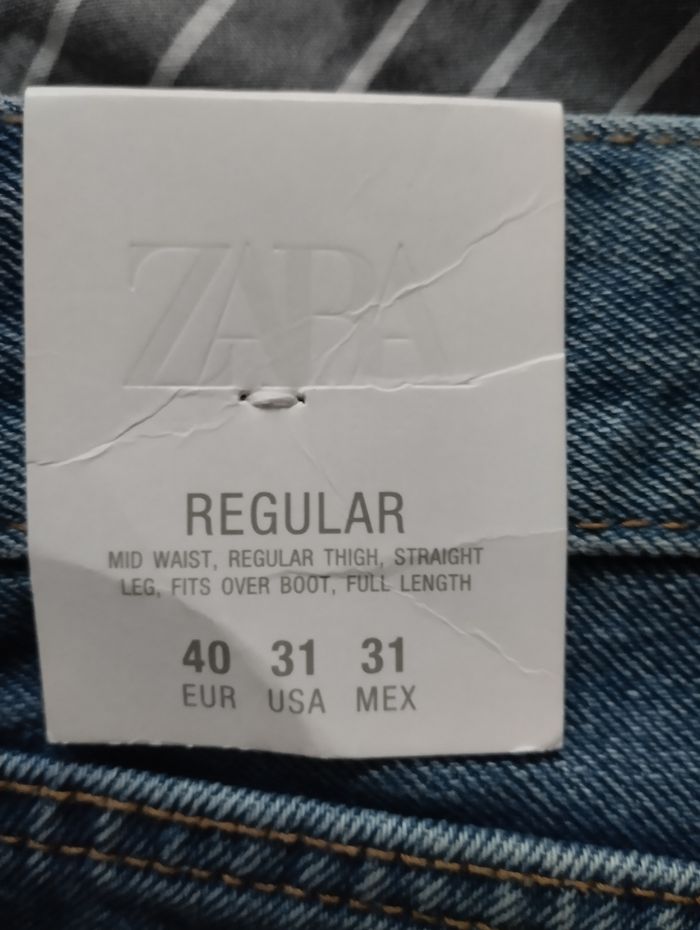 ZARA
REGULAR
MID WAIST, REGULAR THIGH, STRAIGHT
LEG, FITS OVER BOOT, FULL LENGTH
40 31 31
EUR USA MEX